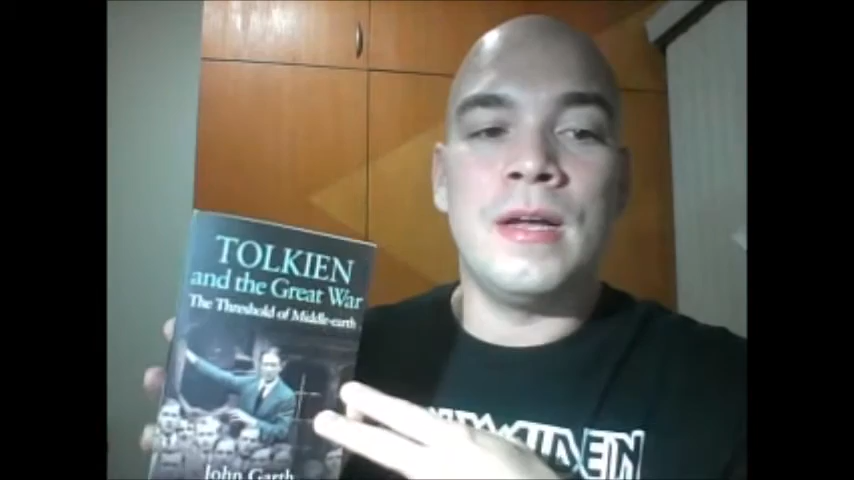 TOLKIEN
and the Great War
The Threshold of Middle-earth
John Garth